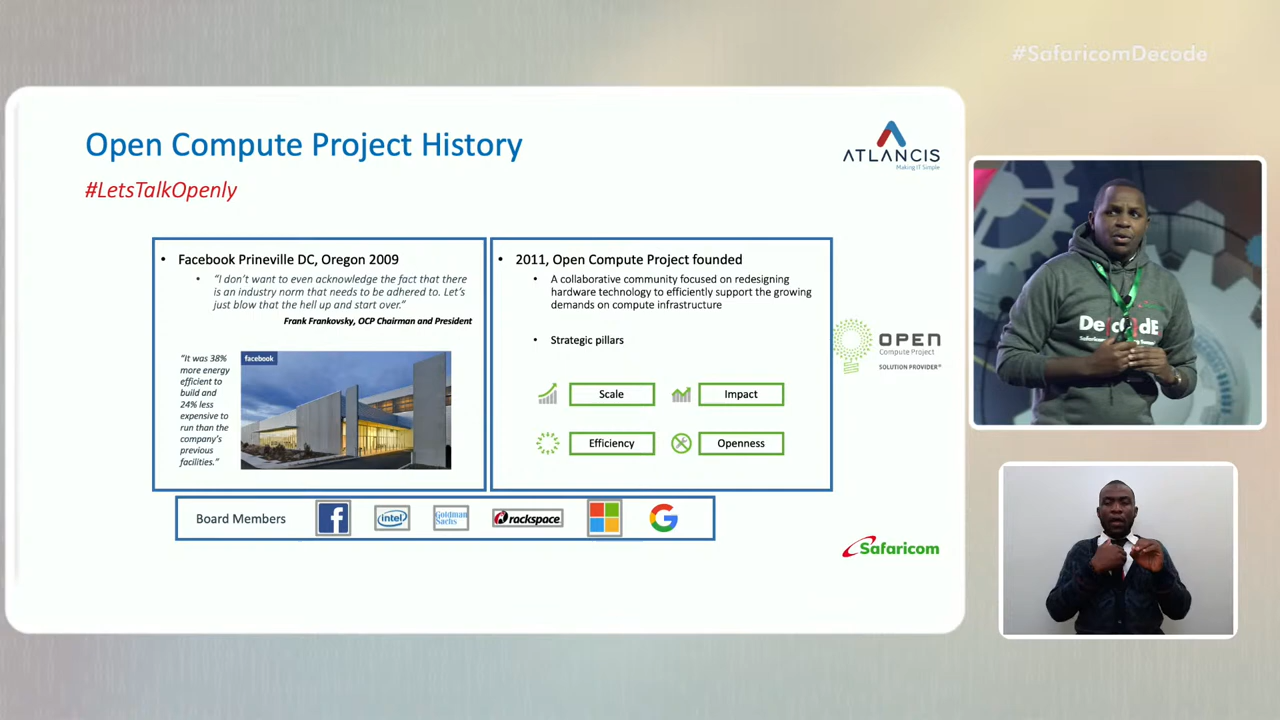 #SafaricomDecode
Open Compute Project History
#LetsTalkOpenly
ATLANCIS
Making IT Simple
• Facebook Prineville DC, Oregon 2009
• “I don’t want to even acknowledge the fact that there
is an industry norm that needs to be adhered to. Let’s
just blow that the hell up and start over.”
Frank Frankovsky, OCP Chairman and President
“It was 38%
more energy
efficient to
build and
24% less
expensive to
run than the
company’s
previous
facilities.”
facebook
• 2011, Open Compute Project founded
• A collaborative community focused on redesigning
hardware technology to efficiently support the growing
demands on compute infrastructure
• Strategic pillars
Scale
Impact
Efficiency
Openness
OPEN
Compute Project
SOLUTION PROVIDER®
Board Members
f
intel
Goldman
Sachs
rackspace
G
Safaricom
DecodE